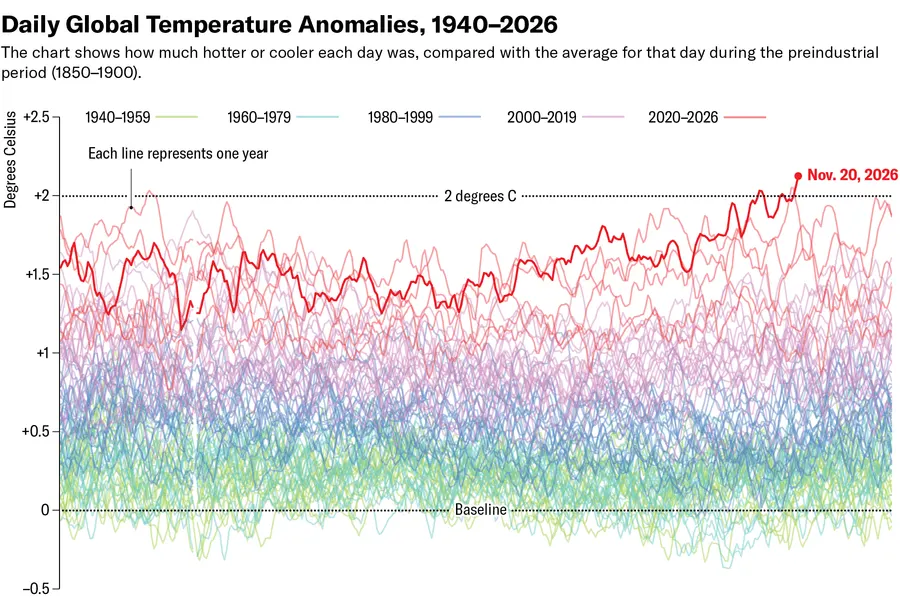 Daily Global Temperature Anomalies, 1940–2026
The chart shows how much hotter or cooler each day was, compared with the average for that day during the preindustrial
period (1850–1900).
Degrees Celsius
+2.5
1940–1959
1960–1979
1980–1999
2000–2019
2020–2026
Each line represents one year
Nov. 20, 2026
+2
2 degrees C
+1.5
+1
+0.5
0
Baseline
–0.5